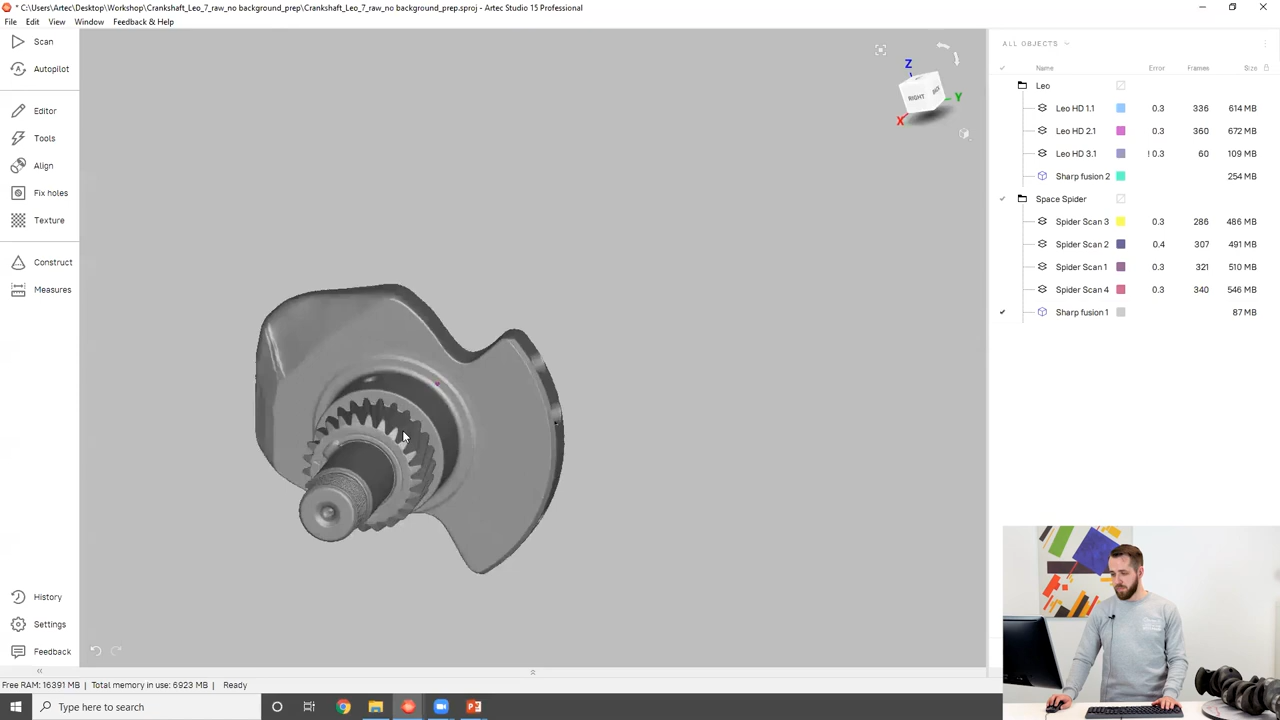 * C:\Users\Artec\Desktop\Workshop\Crankshaft_Leo_7_raw_no background_prep\Crankshaft_Leo_7_raw_no background_prep.sproj - Artec Studio 15 Professional
File Edit View Window Feedback & Help
Scan
Autopilot
Editor
Tools
Align
Fix holes
Texture
Construct
Measures
History
Settings
Feedback
Z
RIGHT
Y
X
ALL OBJECTS
Name Error Frames Size
Leo
Leo HD 1.1 0.3 336 614 MB
Leo HD 2.1 0.3 360 672 MB
Leo HD 3.1 ! 0.3 60 109 MB
Sharp fusion 2 254 MB
Space Spider
Spider Scan 3 0.3 286 486 MB
Spider Scan 2 0.4 307 491 MB
Spider Scan 1 0.3 321 510 MB
Spider Scan 4 0.3 340 546 MB
Sharp fusion 1 87 MB
Free RAM: 16391 MB | Total memory in use: 6923 MB | Ready
Type here to search